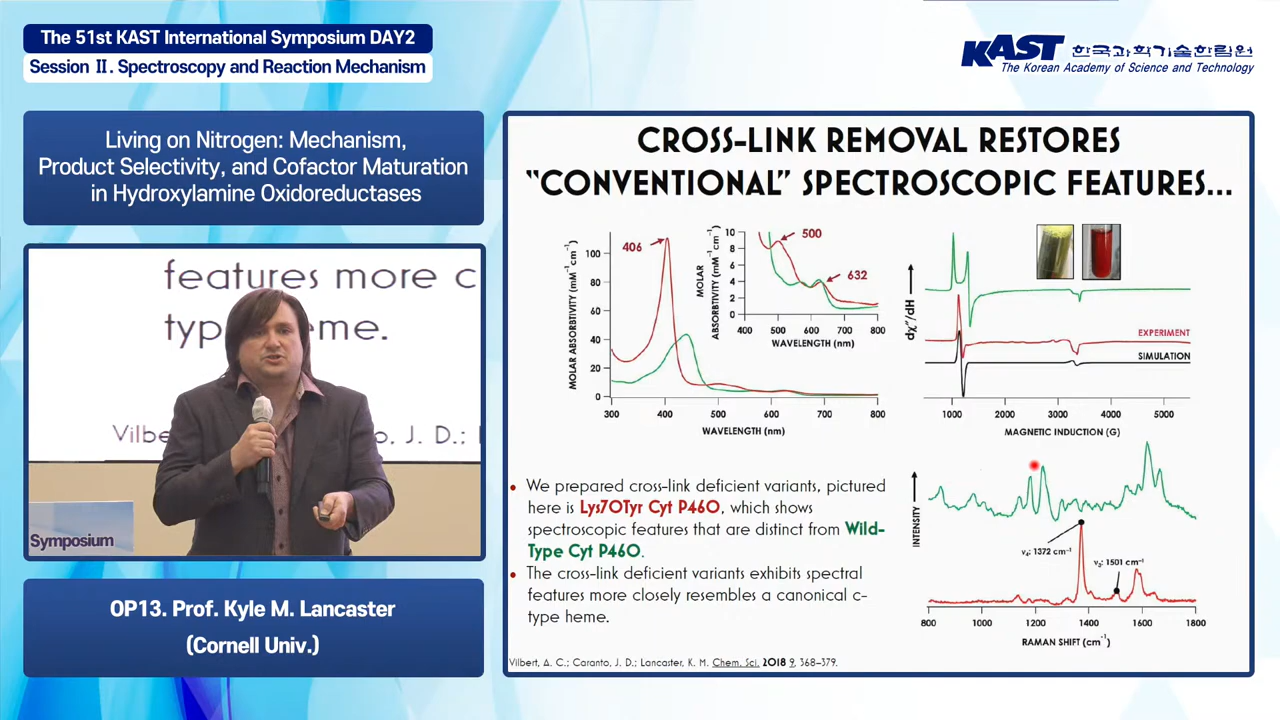 The 51st KAST International Symposium DAY2
Session Ⅱ. Spectroscopy and Reaction Mechanism
KAST 한국과학기술한림원
The Korean Academy of Science and Technology
Living on Nitrogen: Mechanism,
Product Selectivity, and Cofactor Maturation
in Hydroxylamine Oxidoreductases
features more c
typ heme.
Vilbe o, J. D.;
Symposium
OP13. Prof. Kyle M. Lancaster
(Cornell Univ.)
CROSS-LINK REMOVAL RESTORES
"CONVENTIONAL" SPECTROSCOPIC FEATURES...
MOLAR ABSORBTIVITY (mM⁻¹ cm⁻¹)
100
80
60
40
20
0
406
300 400 500 600 700 800
WAVELENGTH (nm)
MOLAR
ABSORBTIVITY (mM⁻¹ cm⁻¹)
10
8
6
4
2
0
500
632
400 500 600 700 800
WAVELENGTH (nm)
dχ″/dH
EXPERIMENT
SIMULATION
1000 2000 3000 4000 5000
MAGNETIC INDUCTION (G)
INTENSITY
ν₄: 1372 cm⁻¹
ν₃: 1501 cm⁻¹
800 1000 1200 1400 1600 1800
RAMAN SHIFT (cm⁻¹)
• We prepared cross-link deficient variants, pictured
here is Lys70Tyr Cyt P460, which shows
spectroscopic features that are distinct from Wild-
Type Cyt P460.
• The cross-link deficient variants exhibits spectral
features more closely resembles a canonical c-
type heme.
Vilbert, A. C.; Caranto, J. D.; Lancaster, K. M. Chem. Sci. 2018 9, 368–379.